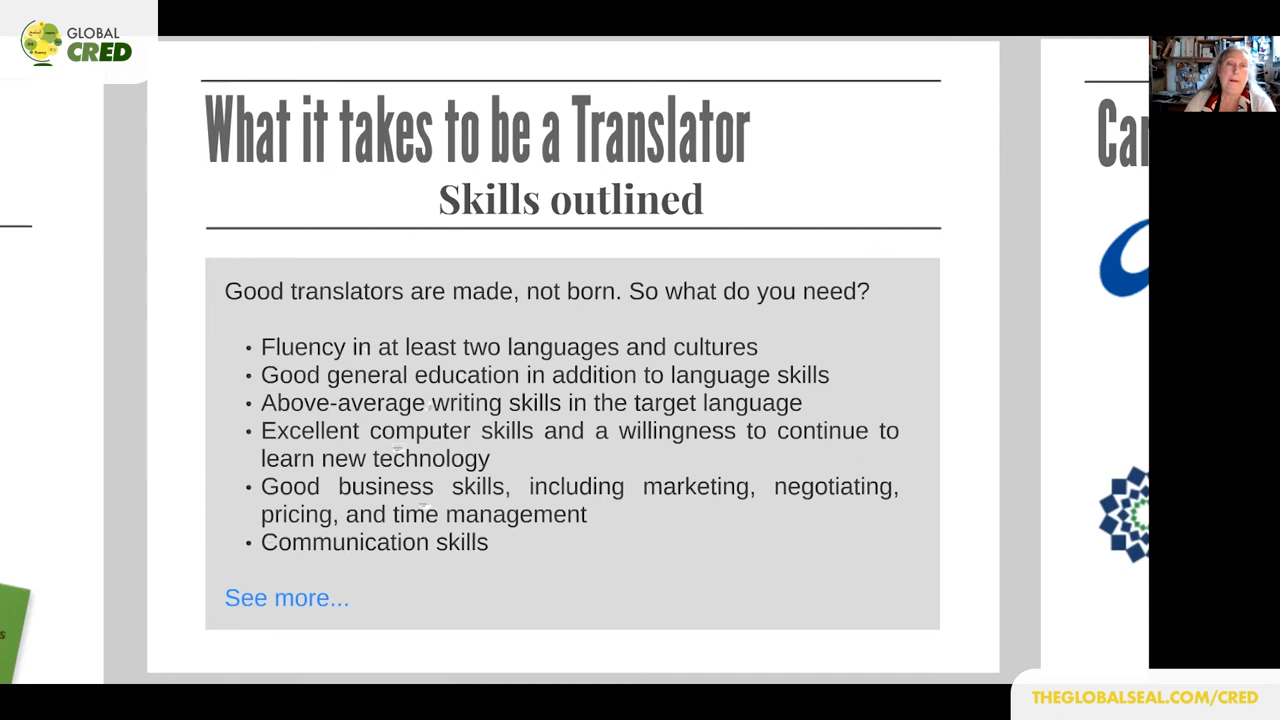 GLOBAL
CRED
What it takes to be a Translator
Skills outlined
Good translators are made, not born. So what do you need?
• Fluency in at least two languages and cultures
• Good general education in addition to language skills
• Above-average writing skills in the target language
• Excellent computer skills and a willingness to continue to
learn new technology
• Good business skills, including marketing, negotiating,
pricing, and time management
• Communication skills
See more...
THEGLOBALSEAL.COM/CRED